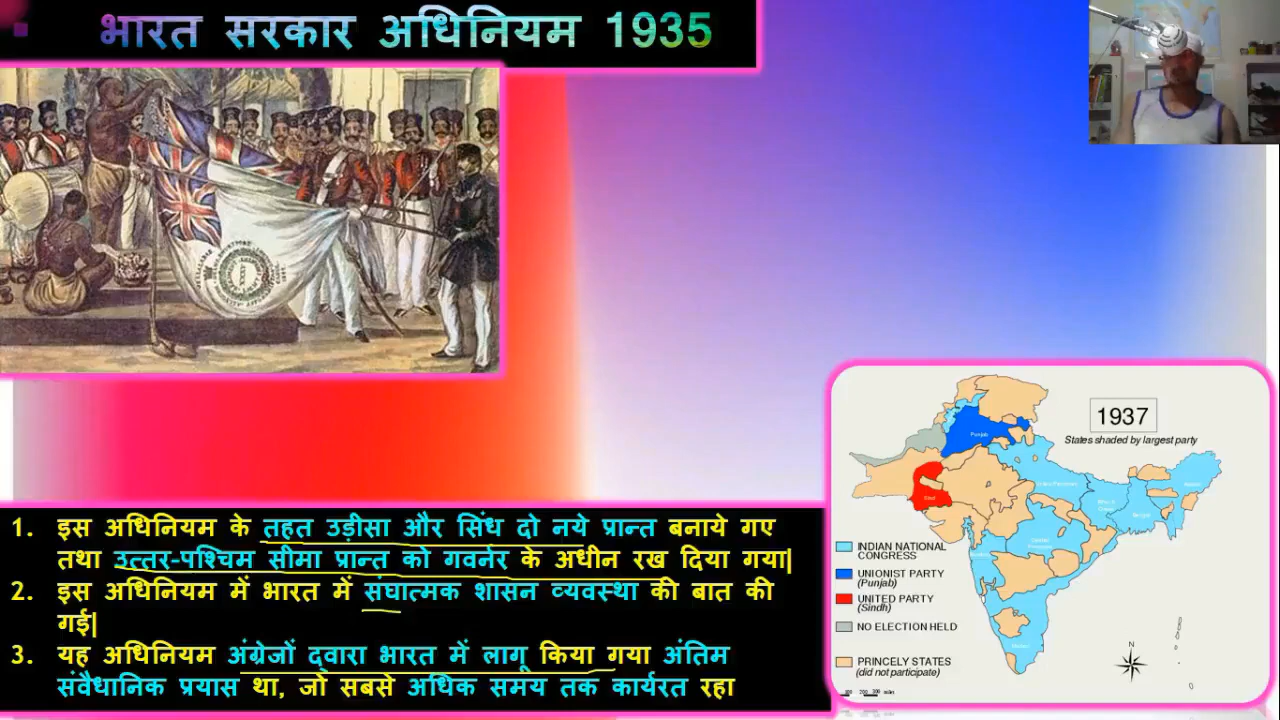 भारत सरकार अधिनियम 1935
1. इस अधिनियम के तहत उड़ीसा और सिंध दो नये प्रान्त बनाये गए
तथा उत्तर-पश्चिम सीमा प्रान्त को गवर्नर के अधीन रख दिया गया|
2. इस अधिनियम में भारत में संघात्मक शासन व्यवस्था की बात की
गई|
3. यह अधिनियम अंग्रेजों द्वारा भारत में लागू किया गया अंतिम
संवैधानिक प्रयास था, जो सबसे अधिक समय तक कार्यरत रहा
1937
States shaded by largest party
Punjab
Sind
INDIAN NATIONAL
CONGRESS
UNIONIST PARTY
(Punjab)
UNITED PARTY
(Sindh)
NO ELECTION HELD
PRINCELY STATES
(did not participate)
N